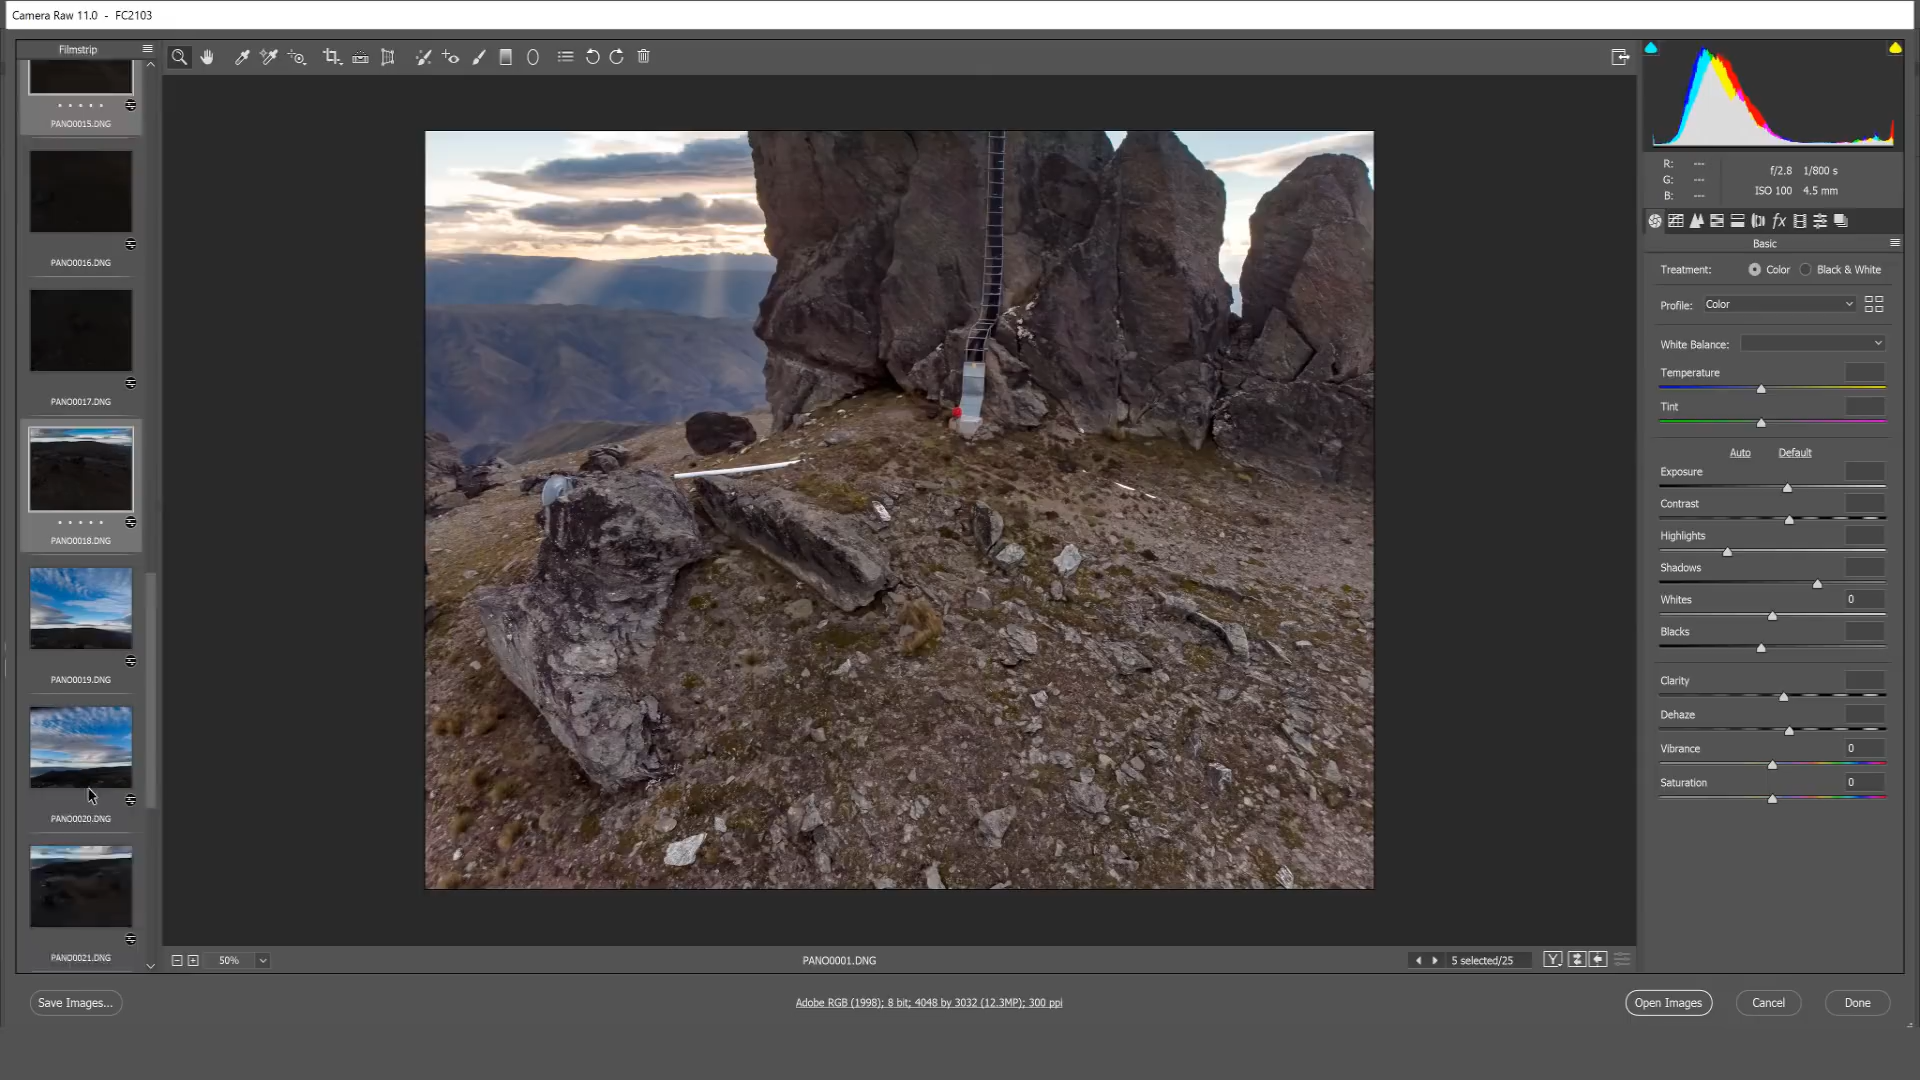 Camera Raw 11.0 - FC2103
Filmstrip
PANO0015.DNG
PANO0016.DNG
PANO0017.DNG
PANO0018.DNG
PANO0019.DNG
PANO0020.DNG
PANO0021.DNG
R: ---
G: ---
B: ---
f/2.8 1/800 s
ISO 100 4.5 mm
fx
Basic
Treatment: Color Black & White
Profile: Color
White Balance:
Temperature
Tint
Auto Default
Exposure
Contrast
Highlights
Shadows
Whites 0
Blacks
Clarity
Dehaze
Vibrance 0
Saturation 0
50%
PANO0001.DNG
5 selected/25
Y
Save Images...
Adobe RGB (1998); 8 bit; 4048 by 3032 (12.3MP); 300 ppi
Open Images
Cancel
Done